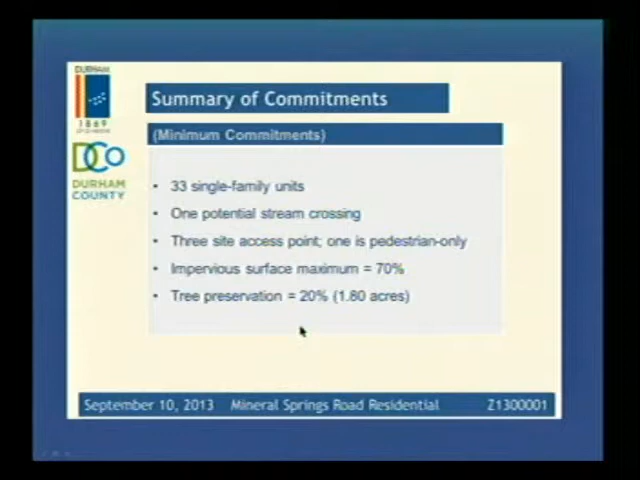 DURHAM
1869
DCO
DURHAM
COUNTY
Summary of Commitments
(Minimum Commitments)
• 33 single-family units
• One potential stream crossing
• Three site access point; one is pedestrian-only
• Impervious surface maximum = 70%
• Tree preservation = 20% (1.80 acres)
September 10, 2013 Mineral Springs Road Residential Z1300001